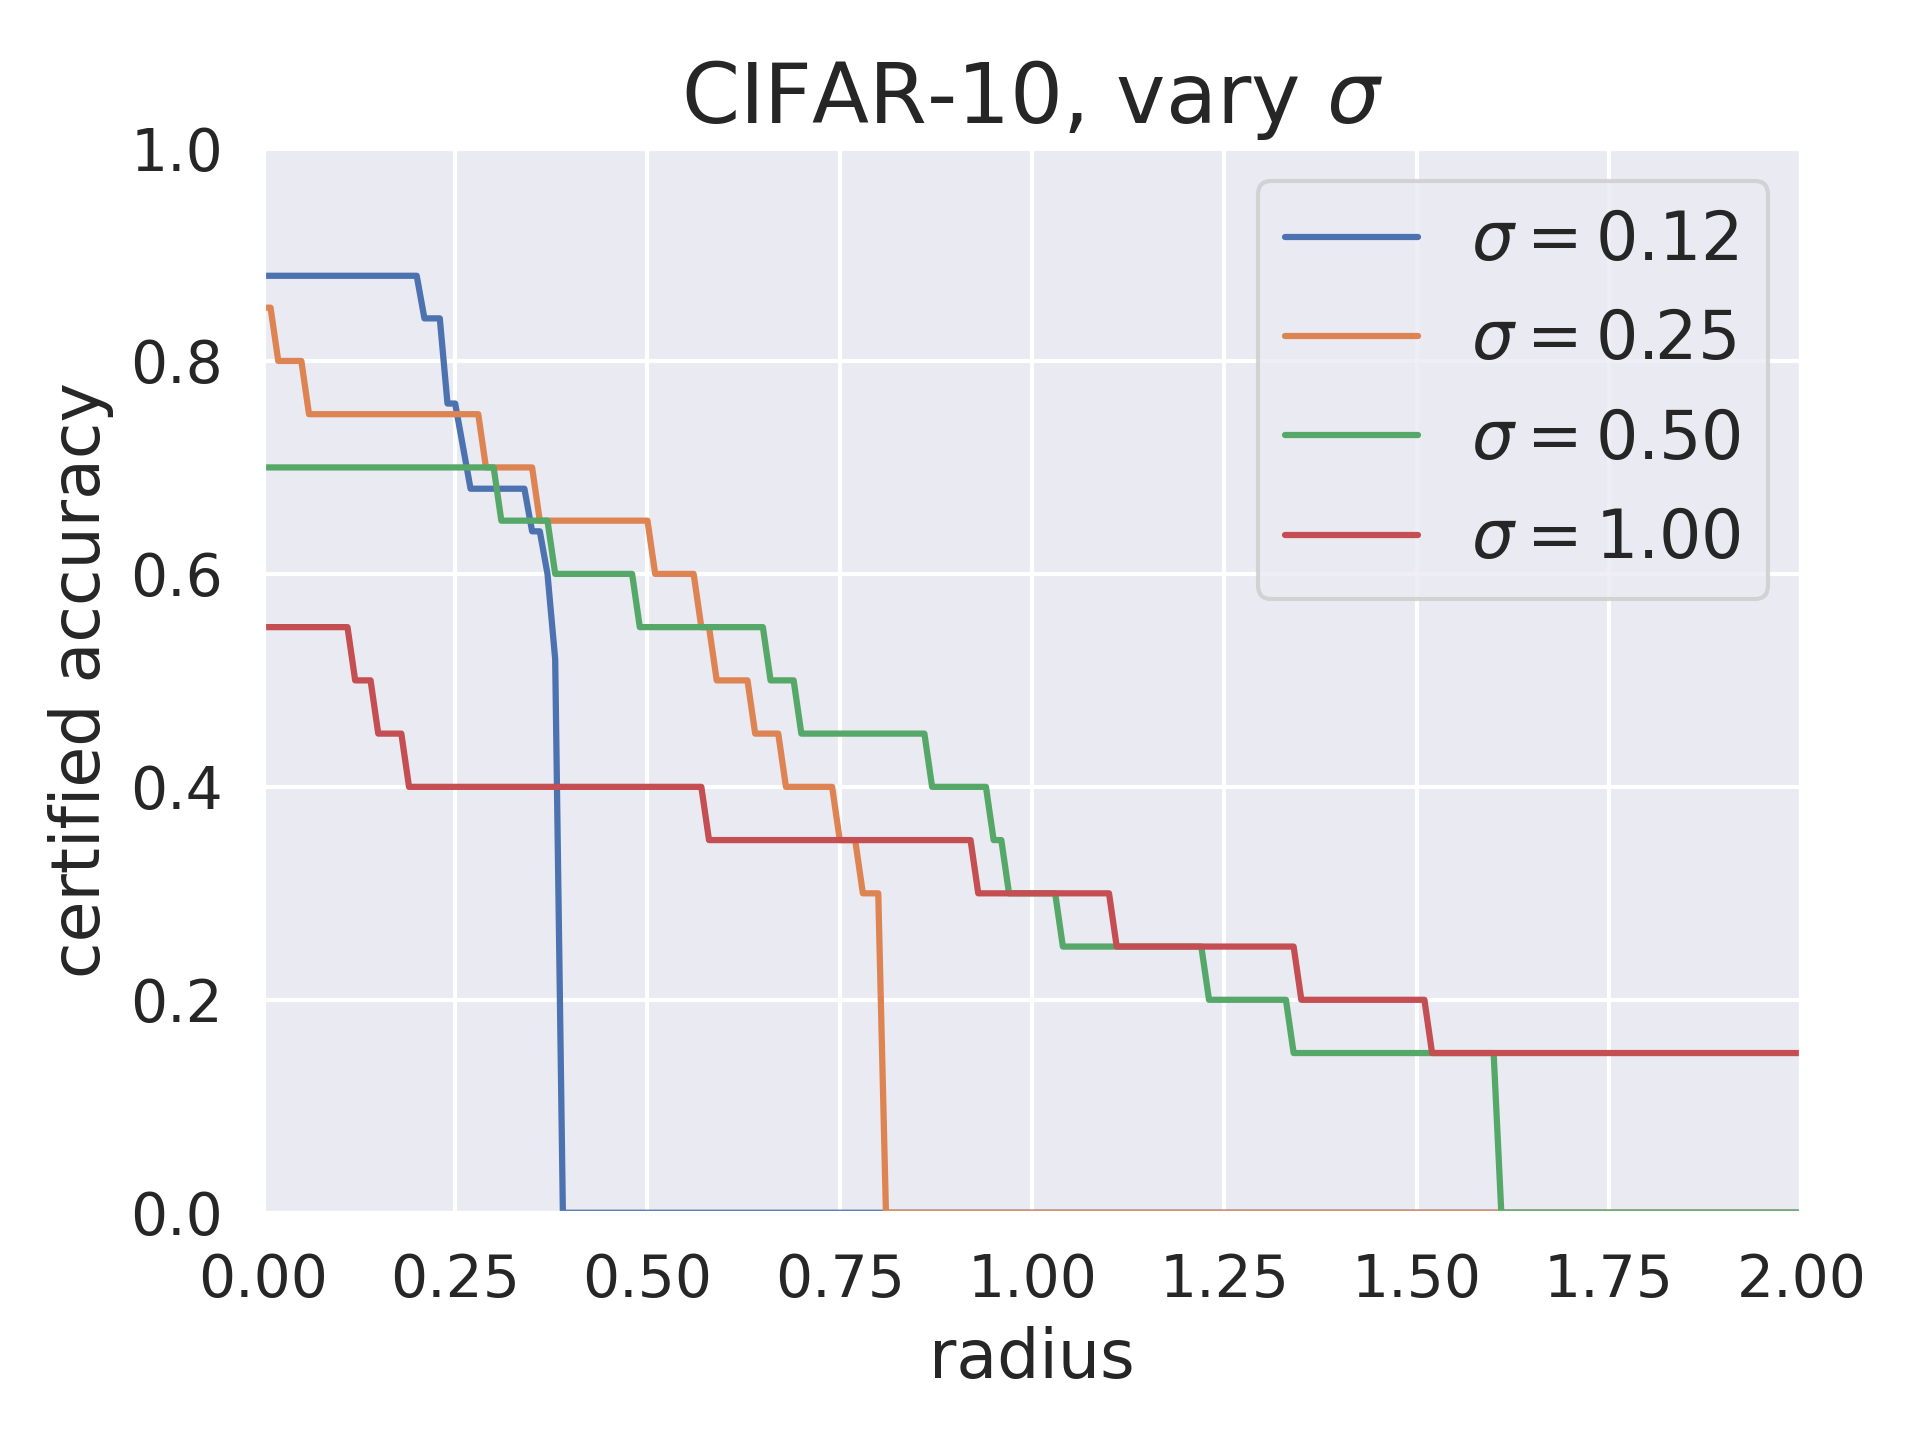 CIFAR-10, vary σ
1.0
0.8
0.6
0.4
0.2
0.0
certified accuracy
σ = 0.12
σ = 0.25
σ = 0.50
σ = 1.00
0.00 0.25 0.50 0.75 1.00 1.25 1.50 1.75 2.00
radius